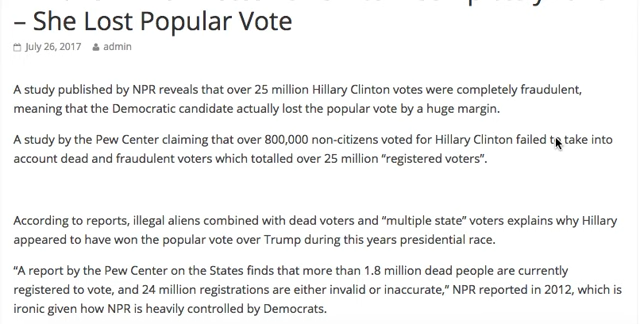 – She Lost Popular Vote
July 26, 2017 admin
A study published by NPR reveals that over 25 million Hillary Clinton votes were completely fraudulent,
meaning that the Democratic candidate actually lost the popular vote by a huge margin.
A study by the Pew Center claiming that over 800,000 non-citizens voted for Hillary Clinton failed to take into
account dead and fraudulent voters which totalled over 25 million “registered voters”.
According to reports, illegal aliens combined with dead voters and “multiple state” voters explains why Hillary
appeared to have won the popular vote over Trump during this years presidential race.
“A report by the Pew Center on the States finds that more than 1.8 million dead people are currently
registered to vote, and 24 million registrations are either invalid or inaccurate,” NPR reported in 2012, which is
ironic given how NPR is heavily controlled by Democrats.